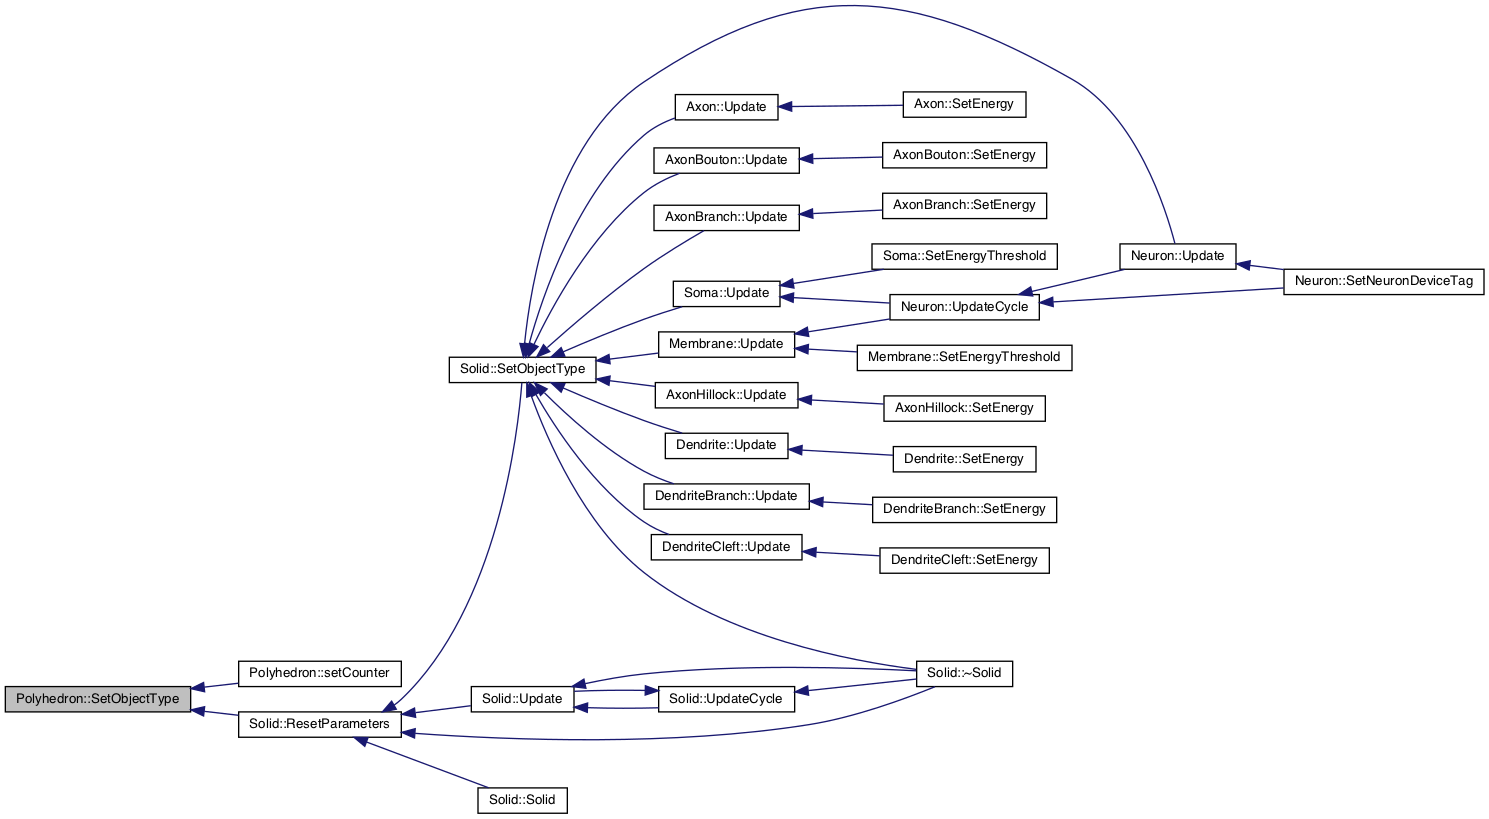 Axon::Update
Axon::SetEnergy
AxonBouton::Update
AxonBouton::SetEnergy
AxonBranch::Update
AxonBranch::SetEnergy
Soma::SetEnergyThreshold
Neuron::Update
Soma::Update
Neuron::UpdateCycle
Neuron::SetNeuronDeviceTag
Membrane::Update
Membrane::SetEnergyThreshold
Solid::SetObjectType
AxonHillock::Update
AxonHillock::SetEnergy
Dendrite::Update
Dendrite::SetEnergy
DendriteBranch::Update
DendriteBranch::SetEnergy
DendriteCleft::Update
DendriteCleft::SetEnergy
Polyhedron::setCounter
Solid::~Solid
Polyhedron::SetObjectType
Solid::Update
Solid::UpdateCycle
Solid::ResetParameters
Solid::Solid